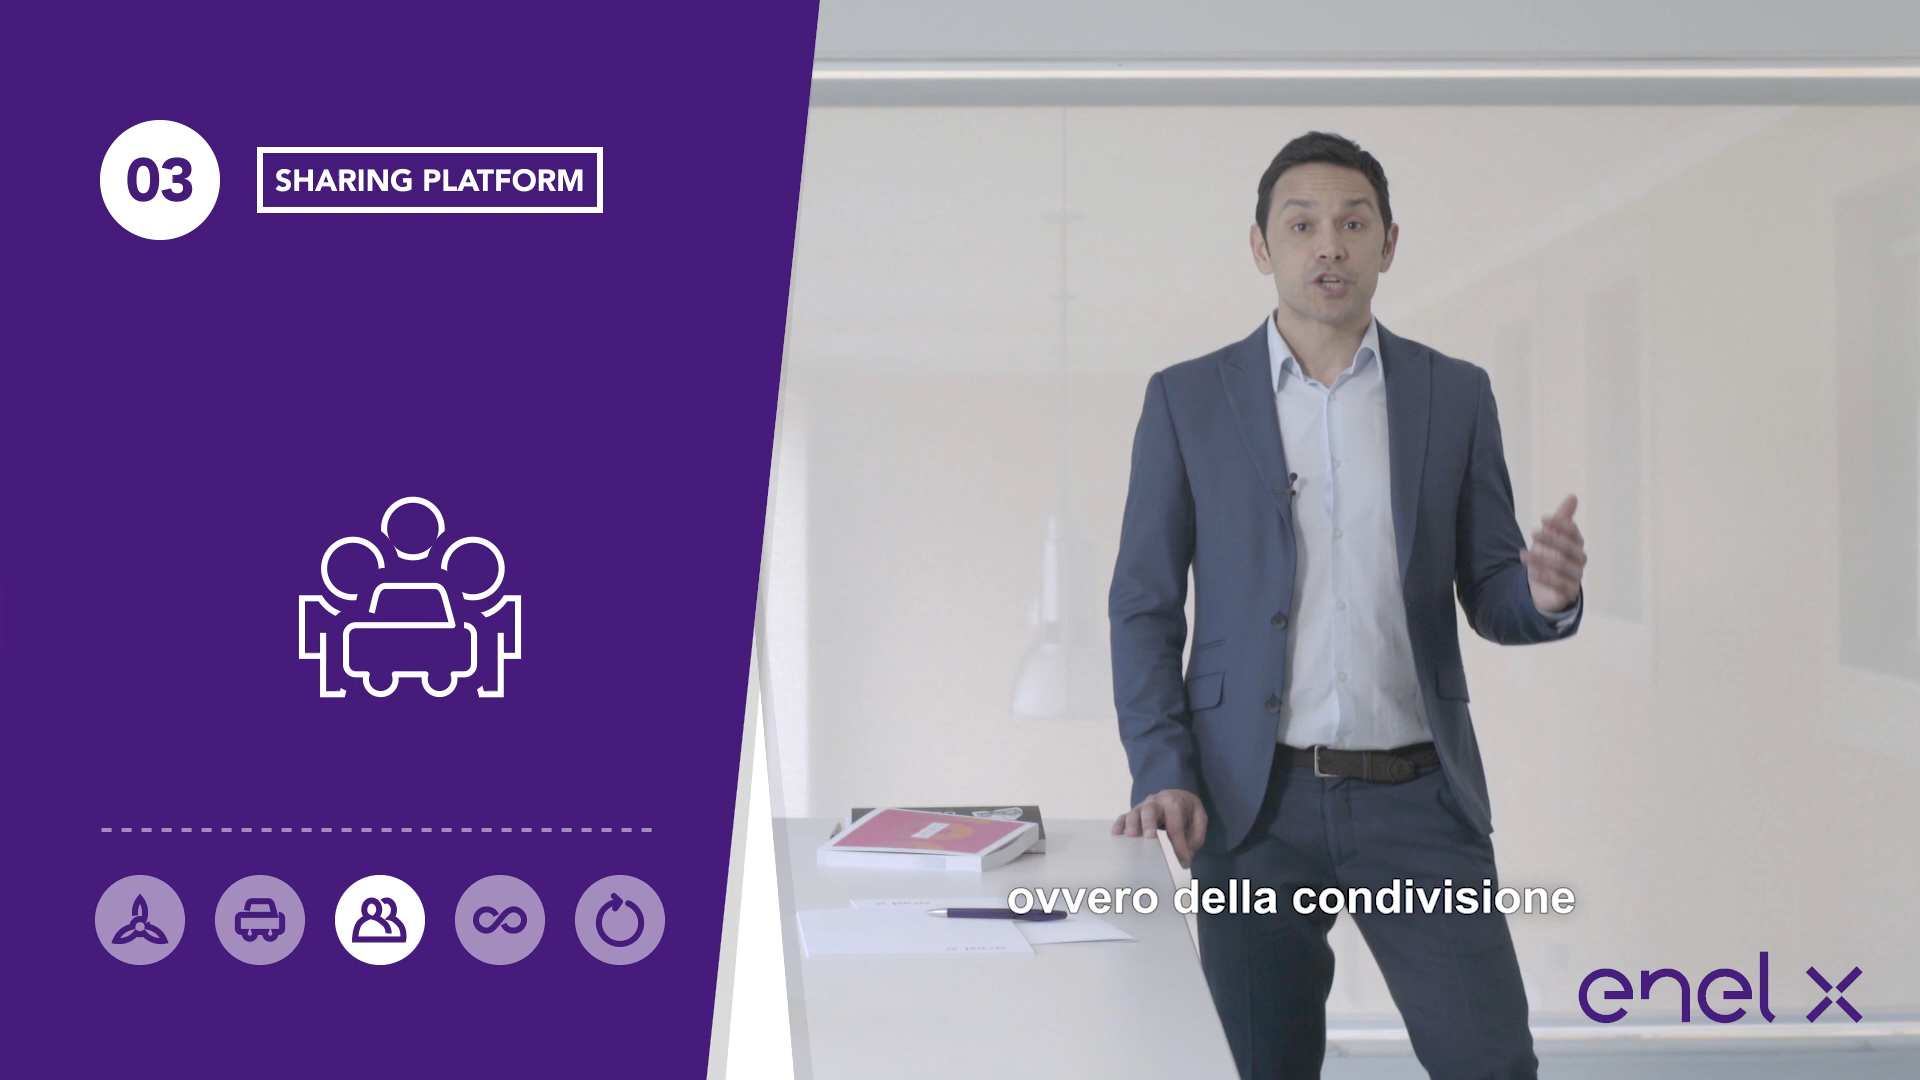 03
SHARING PLATFORM
ovvero della condivisione
enel x